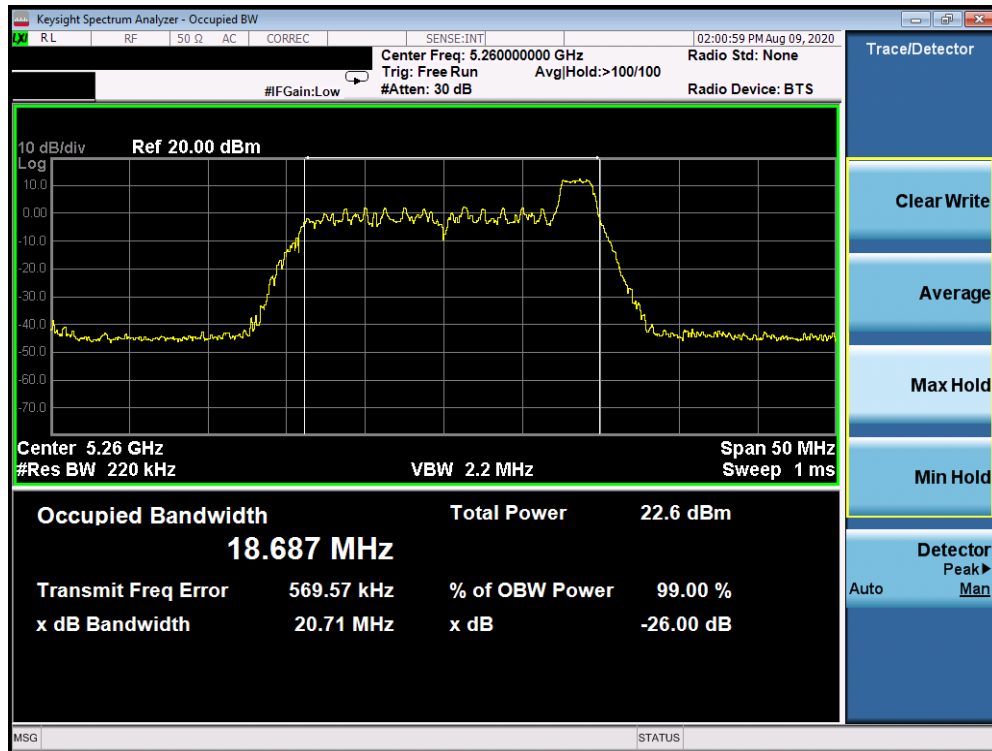 Keysight Spectrum Analyzer - Occupied BW
LXI RL RF 50 Ω AC CORREC SENSE:INT 02:00:59 PM Aug 09, 2020
Center Freq: 5.260000000 GHz Radio Std: None
Trig: Free Run Avg|Hold:>100/100
#IFGain:Low #Atten: 30 dB Radio Device: BTS
10 dB/div Ref 20.00 dBm
Log
10.0
0.00
-10.0
-20.0
-30.0
-40.0
-50.0
-60.0
-70.0
Center 5.26 GHz Span 50 MHz
#Res BW 220 kHz VBW 2.2 MHz Sweep 1 ms
Occupied Bandwidth Total Power 22.6 dBm
18.687 MHz
Transmit Freq Error 569.57 kHz % of OBW Power 99.00 %
x dB Bandwidth 20.71 MHz x dB -26.00 dB
MSG STATUS
Trace/Detector
Clear Write
Average
Max Hold
Min Hold
Detector
Peak▶
Auto Man